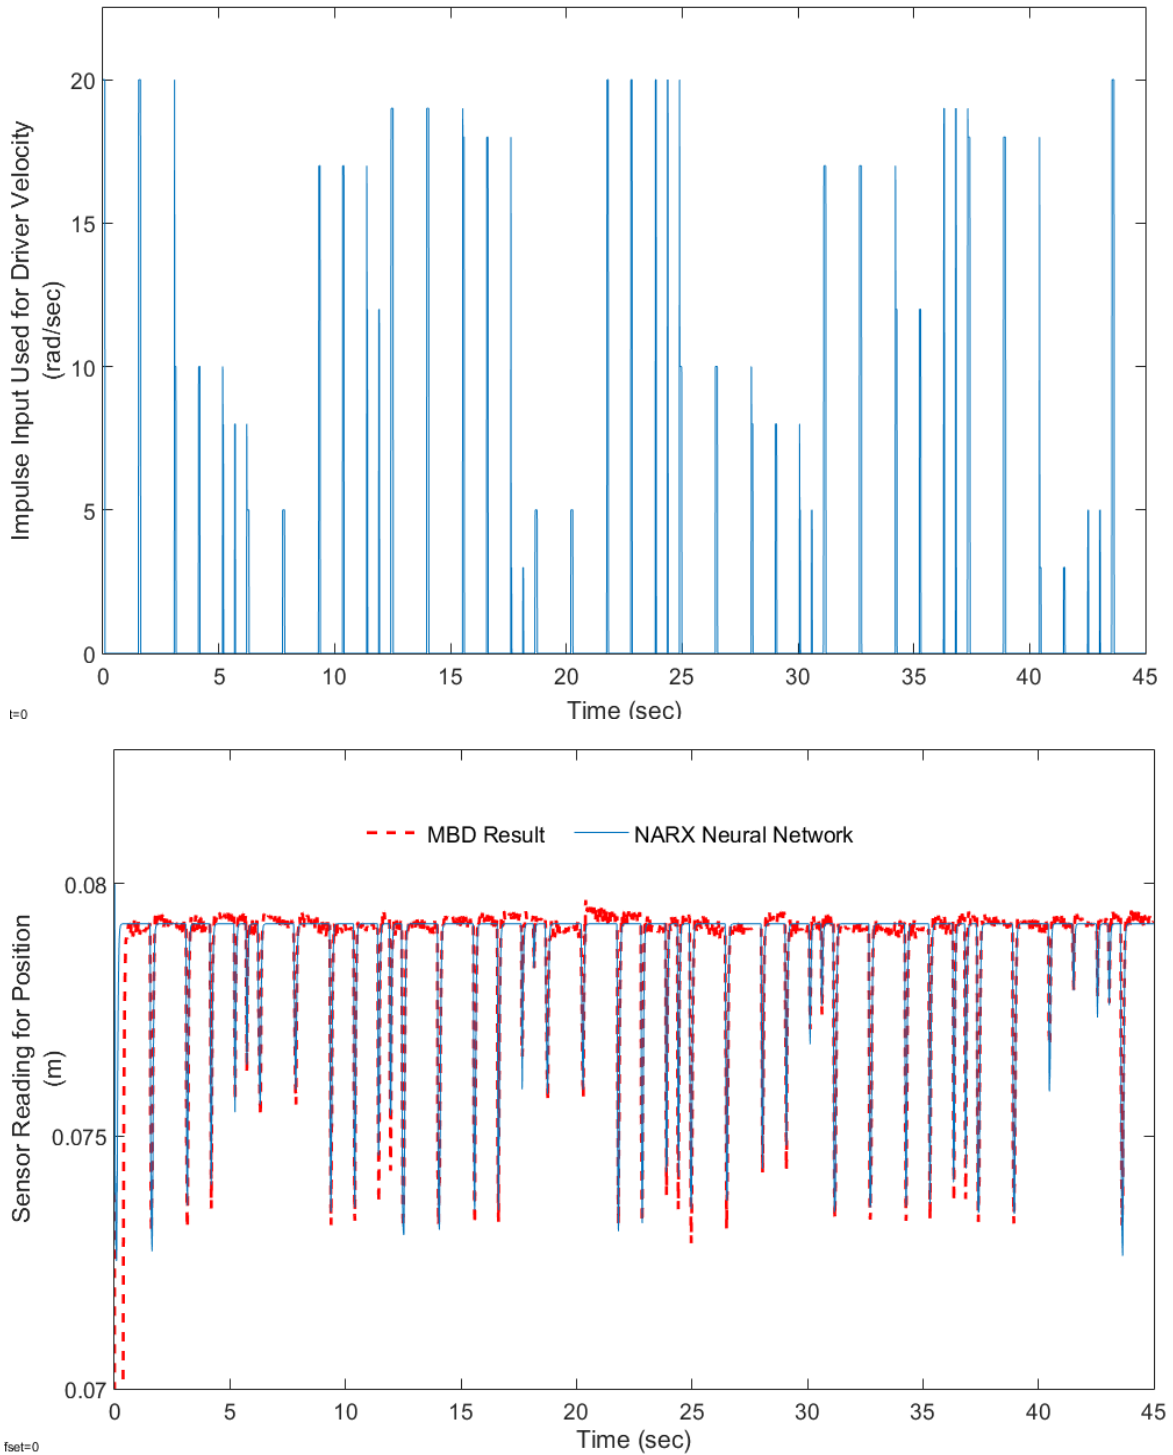 Impulse Input Used for Driver Velocity
(rad/sec)
20
15
10
5
0
0 5 10 15 20 25 30 35 40 45
Time (sec)
t=0
MBD Result NARX Neural Network
Sensor Reading for Position
(m)
0.08
0.075
0.07
0 5 10 15 20 25 30 35 40 45
Time (sec)
fset=0